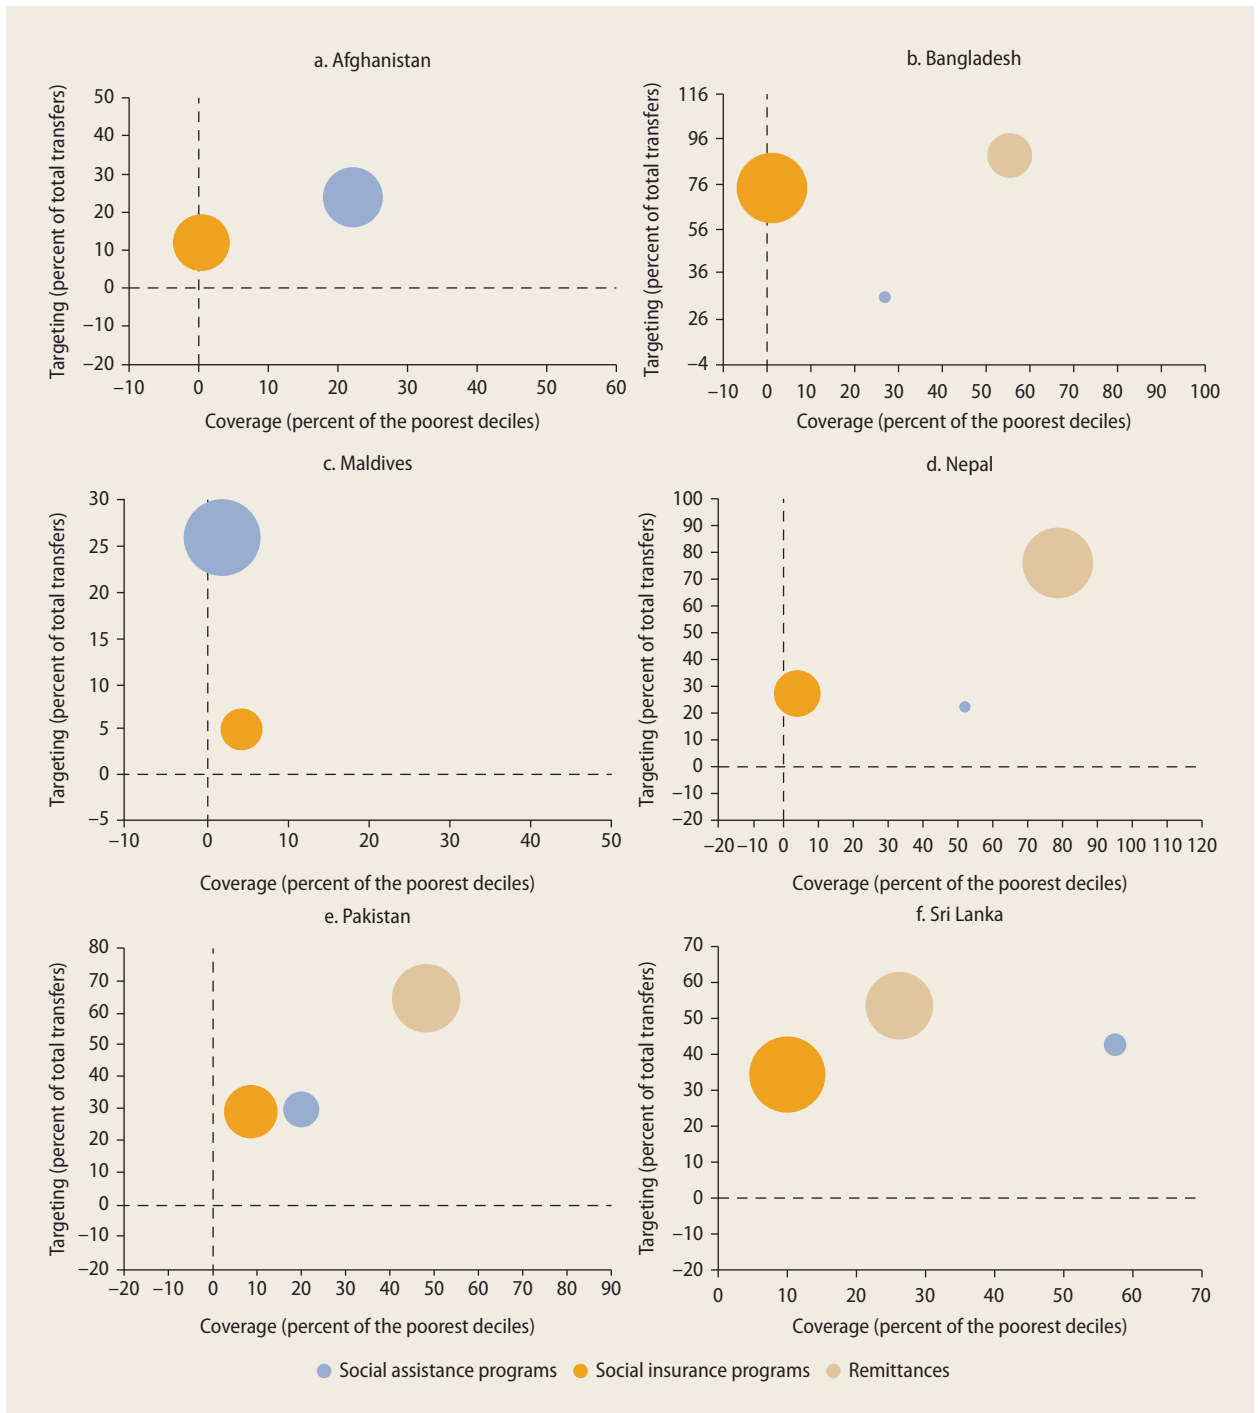 a. Afghanistan
Targeting (percent of total transfers)
50
40
30
20
10
0
–10
–20
–10 0 10 20 30 40 50 60
Coverage (percent of the poorest deciles)
b. Bangladesh
Targeting (percent of total transfers)
116
96
76
56
36
26
–4
–10 0 10 20 30 40 50 60 70 80 90 100
Coverage (percent of the poorest deciles)
c. Maldives
Targeting (percent of total transfers)
30
25
20
15
10
5
0
–5
–10 0 10 20 30 40 50
Coverage (percent of the poorest deciles)
d. Nepal
Targeting (percent of total transfers)
100
90
80
70
60
50
40
30
20
10
0
–10
–20
–20 –10 0 10 20 30 40 50 60 70 80 90 100 110 120
Coverage (percent of the poorest deciles)
e. Pakistan
Targeting (percent of total transfers)
80
70
60
50
40
30
20
10
0
–10
–20
–20 –10 0 10 20 30 40 50 60 70 80 90
Coverage (percent of the poorest deciles)
f. Sri Lanka
Targeting (percent of total transfers)
70
60
50
40
30
20
10
0
–10
–20
0 10 20 30 40 50 60 70
Coverage (percent of the poorest deciles)
Social assistance programs Social insurance programs Remittances